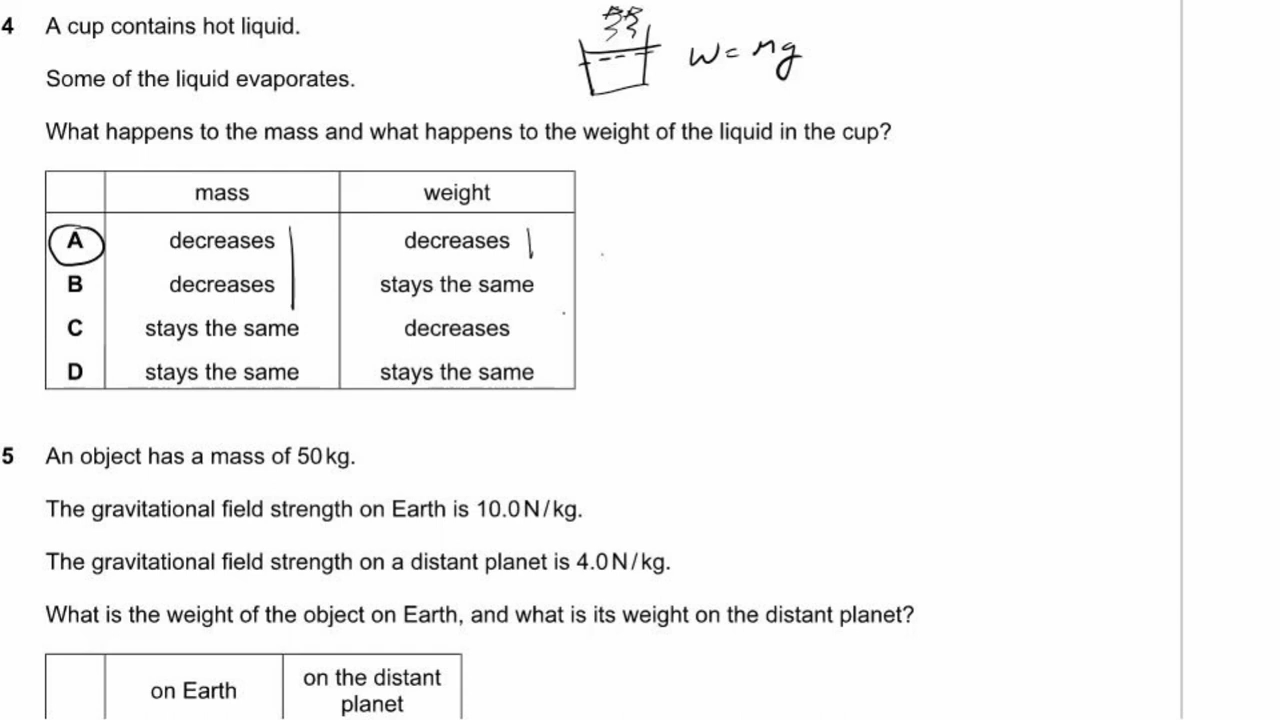 4 A cup contains hot liquid.
W = mg
Some of the liquid evaporates.
What happens to the mass and what happens to the weight of the liquid in the cup?
mass weight
A decreases decreases
B decreases stays the same
C stays the same decreases
D stays the same stays the same
5 An object has a mass of 50 kg.
The gravitational field strength on Earth is 10.0 N/kg.
The gravitational field strength on a distant planet is 4.0 N/kg.
What is the weight of the object on Earth, and what is its weight on the distant planet?
on Earth on the distant
planet